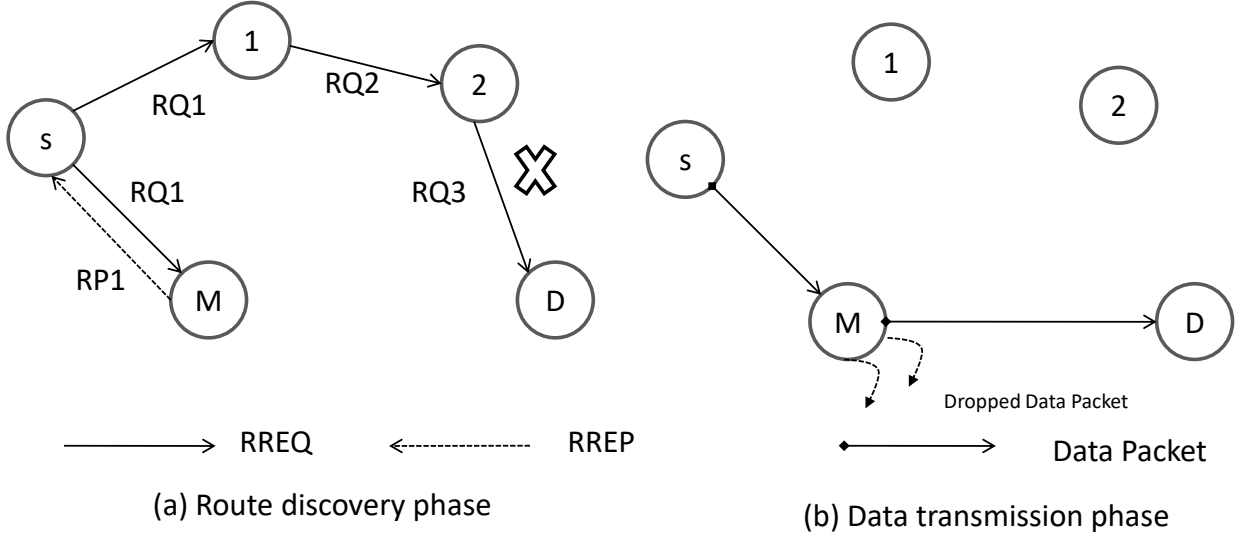 1
RQ2
2
RQ1
s
RQ1
RQ3
RP1
M
D
RREQ
RREP
(a) Route discovery phase
1
2
s
M
D
Dropped Data Packet
Data Packet
(b) Data transmission phase